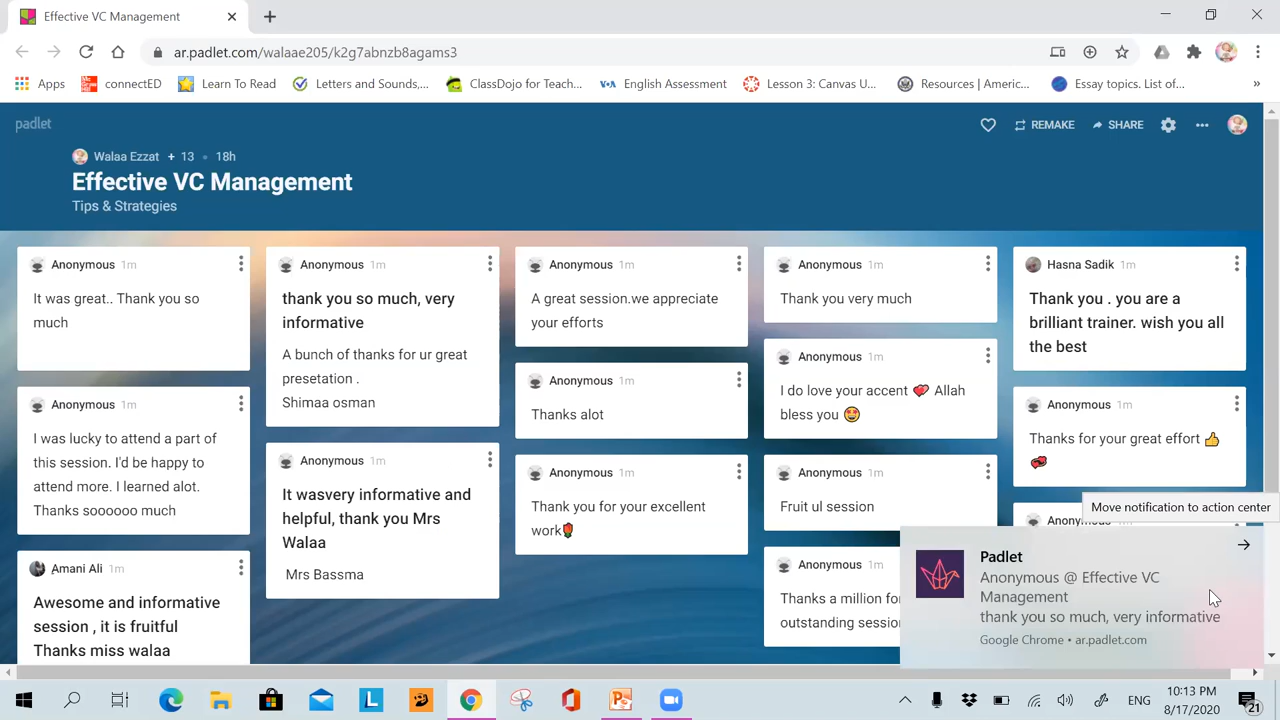 Effective VC Management
ar.padlet.com/walaae205/k2g7abnzb8agams3
Apps
connectED
Learn To Read
Letters and Sounds,...
ClassDojo for Teach...
VOA
English Assessment
Lesson 3: Canvas U...
Resources | Americ...
Essay topics. List of...
»
padlet
REMAKE
SHARE
Walaa Ezzat + 13 • 18h
Effective VC Management
Tips & Strategies
Anonymous 1m
It was great.. Thank you so
much
Anonymous 1m
I was lucky to attend a part of
this session. I'd be happy to
attend more. I learned alot.
Thanks soooooo much
Amani Ali 1m
Awesome and informative
session , it is fruitful
Thanks miss walaa
Anonymous 1m
thank you so much, very
informative
A bunch of thanks for ur great
presetation .
Shimaa osman
Anonymous 1m
It wasvery informative and
helpful, thank you Mrs
Walaa
Mrs Bassma
Anonymous 1m
A great session.we appreciate
your efforts
Anonymous 1m
Thanks alot
Anonymous 1m
Thank you for your excellent
work🌹
Anonymous 1m
Thank you very much
Anonymous 1m
I do love your accent 💞 Allah
bless you 🤩
Anonymous 1m
Fruit ul session
Anonymous 1m
Thanks a million fo
outstanding sessio
Hasna Sadik 1m
Thank you . you are a
brilliant trainer. wish you all
the best
Anonymous 1m
Thanks for your great effort 👍
💞
Move notification to action center
Padlet
Anonymous @ Effective VC
Management
thank you so much, very informative
Google Chrome • ar.padlet.com
ENG
10:13 PM
8/17/2020
21